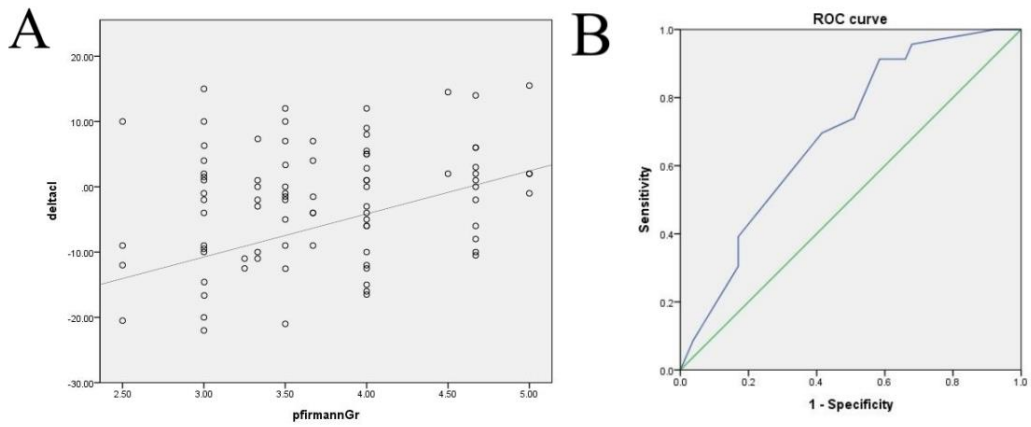 A
20.00
10.00
.00
-10.00
-20.00
-30.00
deltacl
2.50 3.00 3.50 4.00 4.50 5.00
pfirmannGr
B
ROC curve
1.0
0.8
0.6
0.4
0.2
0.0
Sensitivity
0.0 0.2 0.4 0.6 0.8 1.0
1 - Specificity